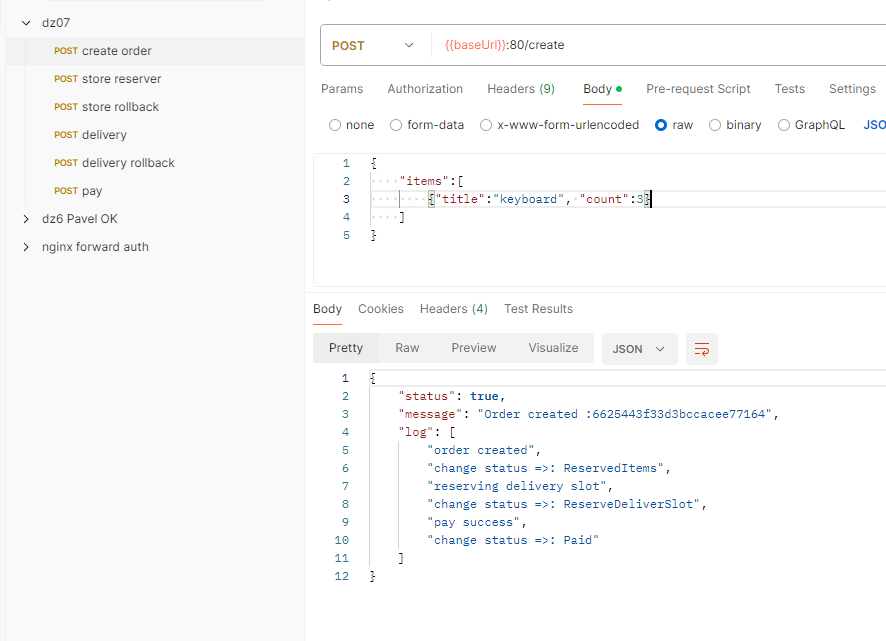 dz07
POST create order
POST store reserver
POST store rollback
POST delivery
POST delivery rollback
POST pay
dz6 Pavel OK
nginx forward auth
POST {{baseUrl}}:80/create
Params Authorization Headers (9) Body Pre-request Script Tests Settings
none form-data x-www-form-urlencoded raw binary GraphQL JSO
1 {
2 "items":[
3 {"title":"keyboard", "count":3}
4 ]
5 }
Body Cookies Headers (4) Test Results
Pretty Raw Preview Visualize JSON
1 {
2 "status": true,
3 "message": "Order created :6625443f33d3bccacee77164",
4 "log": [
5 "order created",
6 "change status =>: ReservedItems",
7 "reserving delivery slot",
8 "change status =>: ReserveDeliverSlot",
9 "pay success",
10 "change status =>: Paid"
11 ]
12 }